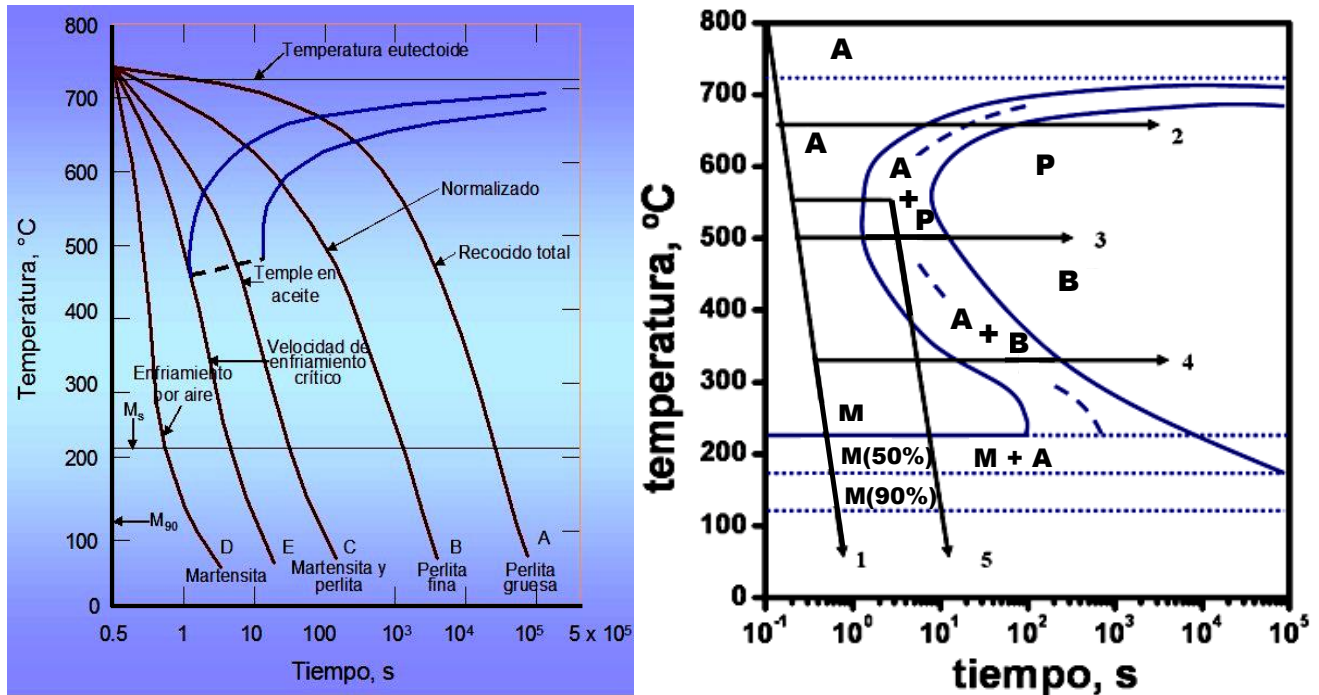 800
700
600
500
400
300
200
100
0
Temperatura, °C
Temperatura eutectoide
Normalizado
Recocido total
Temple en
aceite
Velocidad de
enfriamiento
crítico
Enfriamiento
por aire
Ms
M90
D
E
C
B
A
Martensita
Martensita y
perlita
Perlita
fina
Perlita
gruesa
0.5
1
10
100
10³
10⁴
10⁵
5 x 10⁵
Tiempo, s
800
700
600
500
400
300
200
100
0
temperatura, ºC
A
A
2
A
+
P
P
3
B
A
+
B
4
M
M(50%)
M + A
M(90%)
1
5
10⁻¹
10⁰
10¹
10²
10³
10⁴
10⁵
tiempo, s